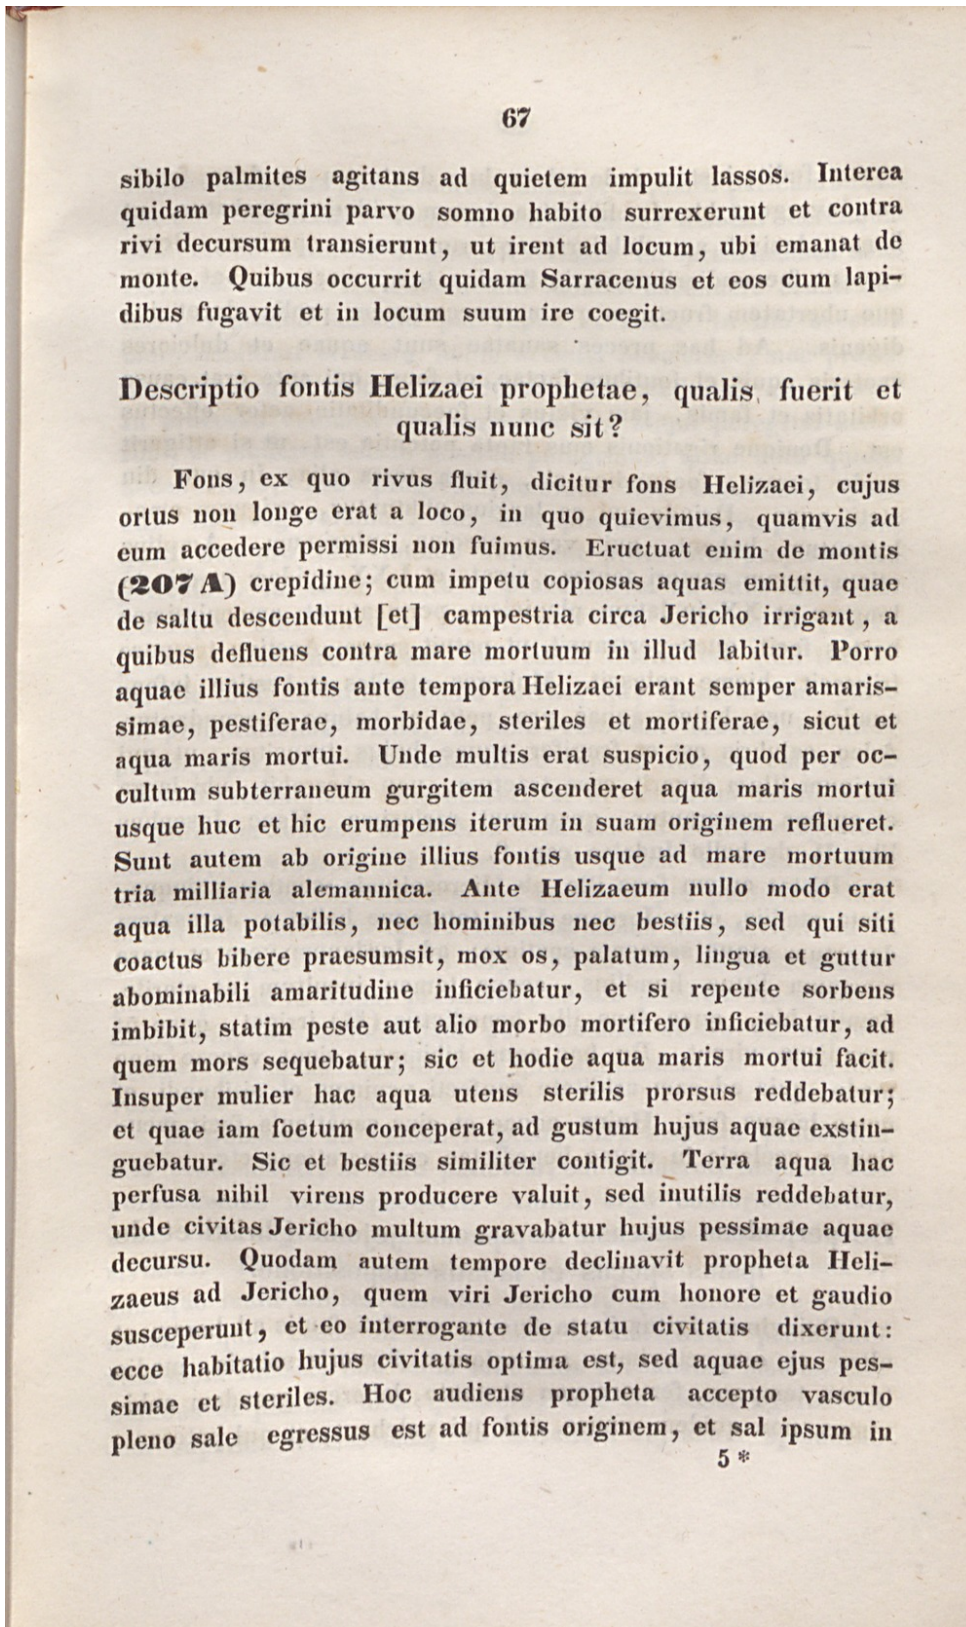 67
sibilo palmites agitans ad quietem impulit lassos. Interea
quidam peregrini parvo somno habito surrexerunt et contra
rivi decursum transierunt, ut irent ad locum, ubi emanat de
monte. Quibus occurrit quidam Sarracenus et eos cum lapi-
dibus fugavit et in locum suum ire coegit.
Descriptio fontis Helizaei prophetae, qualis fuerit et
qualis nunc sit?
Fons, ex quo rivus fluit, dicitur fons Helizaei, cujus
ortus non longe erat a loco, in quo quievimus, quamvis ad
eum accedere permissi non fuimus. Eructuat enim de montis
(207 A) crepidine; cum impetu copiosas aquas emittit, quae
de saltu descendunt [et] campestria circa Jericho irrigant, a
quibus defluens contra mare mortuum in illud labitur. Porro
aquae illius fontis ante tempora Helizaei erant semper amaris-
simae, pestiferae, morbidae, steriles et mortiferae, sicut et
aqua maris mortui. Unde multis erat suspicio, quod per oc-
cultum subterraneum gurgitem ascenderet aqua maris mortui
usque huc et hic erumpens iterum in suam originem reflueret.
Sunt autem ab origine illius fontis usque ad mare mortuum
tria milliaria alemannica. Ante Helizaeum nullo modo erat
aqua illa potabilis, nec hominibus nec bestiis, sed qui siti
coactus bibere praesumsit, mox os, palatum, lingua et guttur
abominabili amaritudine inficiebatur, et si repente sorbens
imbibit, statim peste aut alio morbo mortifero inficiebatur, ad
quem mors sequebatur; sic et hodie aqua maris mortui facit.
Insuper mulier hac aqua utens sterilis prorsus reddebatur;
et quae iam foetum conceperat, ad gustum hujus aquae exstin-
guebatur. Sic et bestiis similiter contigit. Terra aqua hac
perfusa nihil virens producere valuit, sed inutilis reddebatur,
unde civitas Jericho multum gravabatur hujus pessimae aquae
decursu. Quodam autem tempore declinavit propheta Heli-
zaeus ad Jericho, quem viri Jericho cum honore et gaudio
susceperunt, et eo interrogante de statu civitatis dixerunt:
ecce habitatio hujus civitatis optima est, sed aquae ejus pes-
simae et steriles. Hoc audiens propheta accepto vasculo
pleno sale egressus est ad fontis originem, et sal ipsum in
5 *